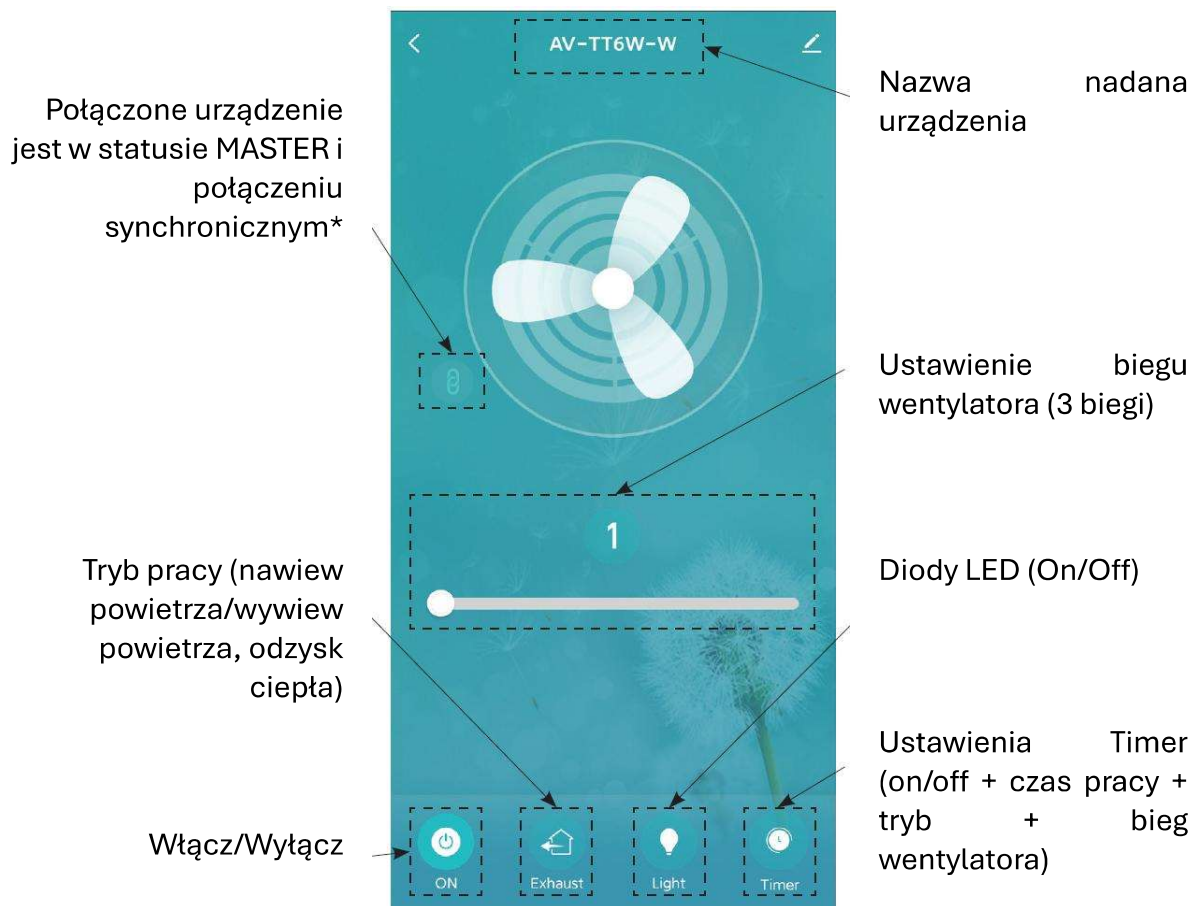 AV-TT6W-W
Nazwa nadana
urządzenia
Połączone urządzenie
jest w statusie MASTER i
połączeniu
synchronicznym*
Ustawienie biegu
wentylatora (3 biegi)
1
Tryb pracy (nawiew
powietrza/wywiew
powietrza, odzysk
ciepła)
Diody LED (On/Off)
Ustawienia Timer
(on/off + czas pracy +
tryb + bieg
wentylatora)
Włącz/Wyłącz
ON
Exhaust
Light
Timer